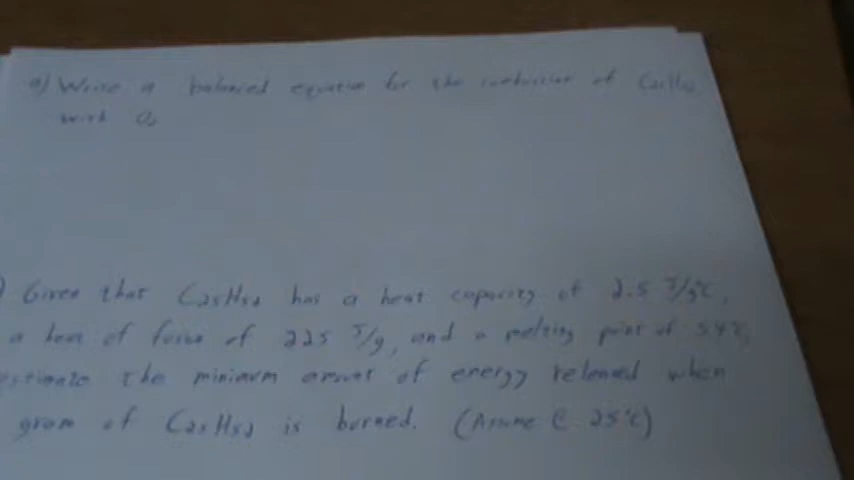 a) Write a balanced equation for the combustion of C25H52
with O2
) Given that C25H52 has a heat capacity of 2.5 J/g°C,
a heat of fusion of 225 J/g, and a melting point of 54°C,
estimate the minimum amount of energy released when
gram of C25H52 is burned. (Assume @ 25°C)